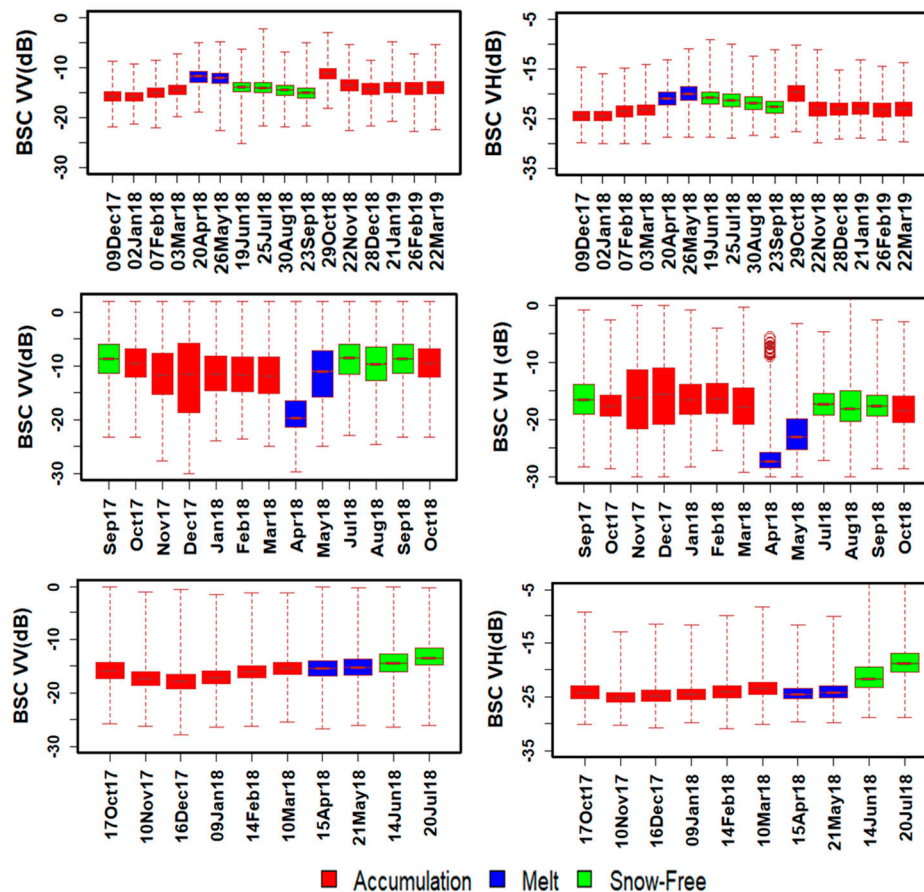 BSC VV(dB)
0
-10
-20
-30
09Dec17
02Jan18
07Feb18
03Mar18
20Apr18
26May18
19Jun18
25Jul18
30Aug18
23Sep18
29Oct18
22Nov18
28Dec18
21Jan19
26Feb19
22Mar19
BSC VH(dB)
-5
-15
-25
-35
09Dec17
02Jan18
07Feb18
03Mar18
20Apr18
26May18
19Jun18
25Jul18
30Aug18
23Sep18
29Oct18
22Nov18
28Dec18
21Jan19
26Feb19
22Mar19
BSC VV(dB)
0
-10
-20
-30
Sep17
Oct17
Nov17
Dec17
Jan18
Feb18
Mar18
Apr18
May18
Jul18
Aug18
Sep18
Oct18
BSC VH (dB)
0
-10
-20
-30
Sep17
Oct17
Nov17
Dec17
Jan18
Feb18
Mar18
Apr18
May18
Jul18
Aug18
Sep18
Oct18
BSC VV(dB)
0
-10
-20
-30
17Oct17
10Nov17
16Dec17
09Jan18
14Feb18
10Mar18
15Apr18
21May18
14Jun18
20Jul18
BSC VH(dB)
-5
-15
-25
-35
17Oct17
10Nov17
16Dec17
09Jan18
14Feb18
10Mar18
15Apr18
21May18
14Jun18
20Jul18
Accumulation Melt Snow-Free